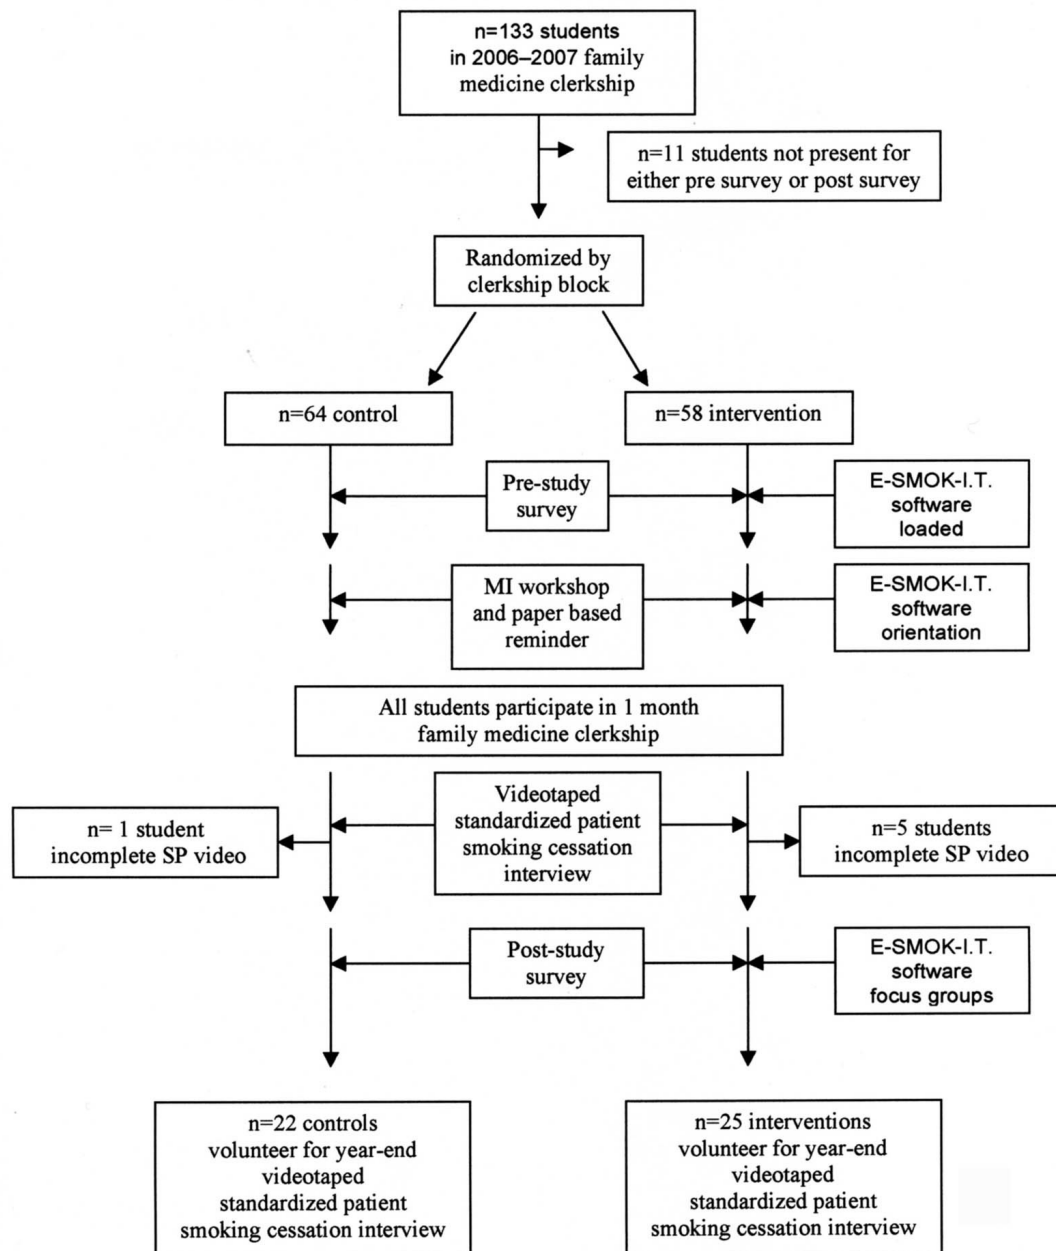 n=133 students
in 2006–2007 family
medicine clerkship
n=11 students not present for
either pre survey or post survey
Randomized by
clerkship block
n=64 control
n=58 intervention
Pre-study
survey
E-SMOK-I.T.
software
loaded
MI workshop
and paper based
reminder
E-SMOK-I.T.
software
orientation
All students participate in 1 month
family medicine clerkship
n= 1 student
incomplete SP video
Videotaped
standardized patient
smoking cessation
interview
n=5 students
incomplete SP video
Post-study
survey
E-SMOK-I.T.
software
focus groups
n=22 controls
volunteer for year-end
videotaped
standardized patient
smoking cessation interview
n=25 interventions
volunteer for year-end
videotaped
standardized patient
smoking cessation interview